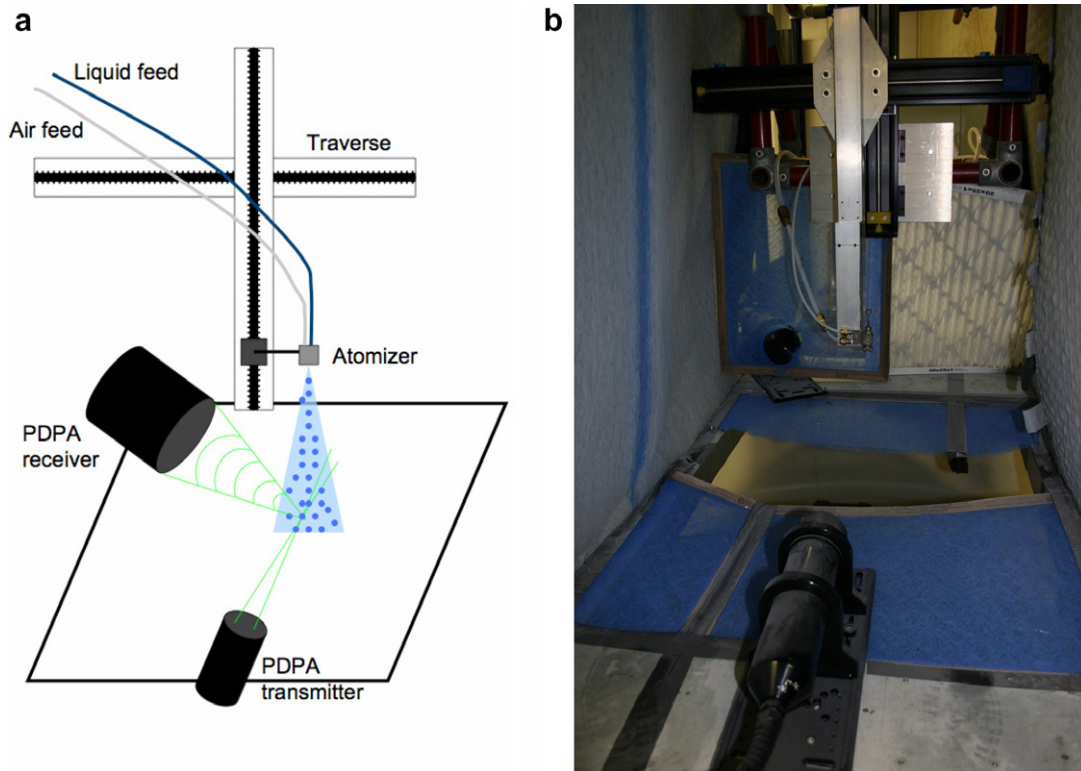 a
b
Liquid feed
Air feed
Traverse
Atomizer
PDPA
receiver
PDPA
transmitter